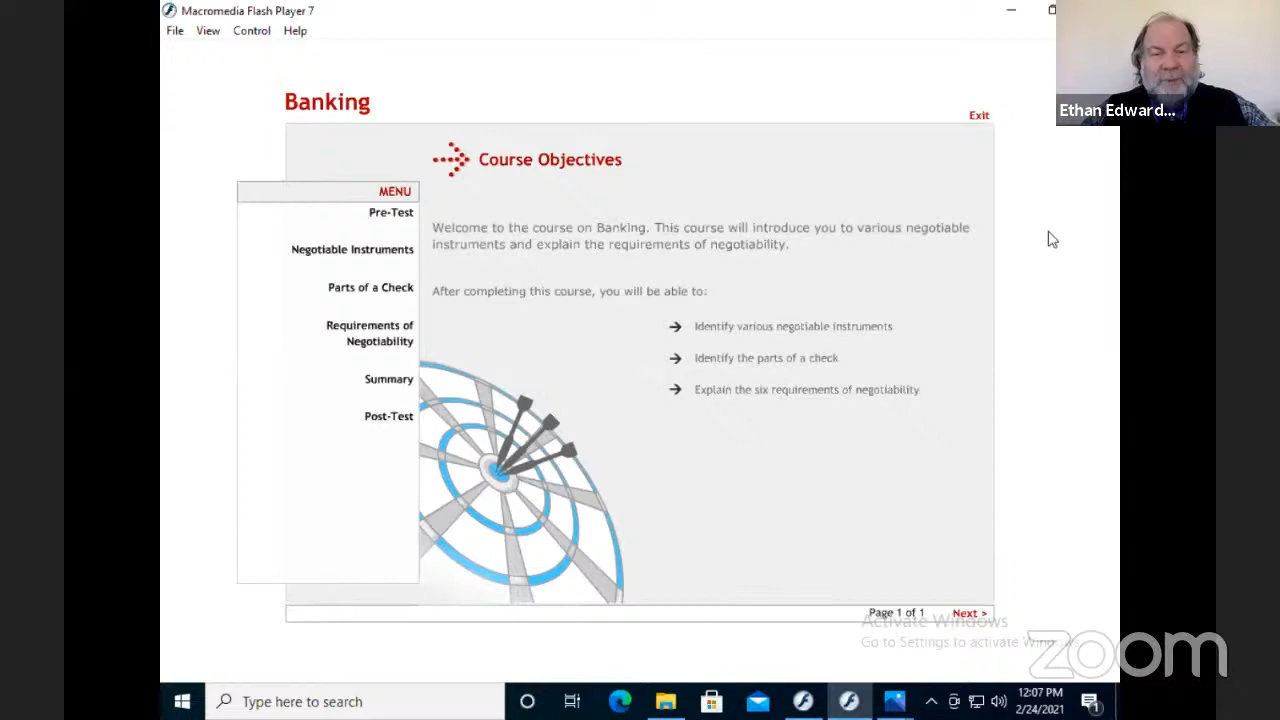 Macromedia Flash Player 7
File View Control Help
Ethan Edward...
Banking
Exit
Course Objectives
MENU
Pre-Test
Negotiable Instruments
Parts of a Check
Requirements of
Negotiability
Summary
Post-Test
Welcome to the course on Banking. This course will introduce you to various negotiable
instruments and explain the requirements of negotiability.
After completing this course, you will be able to:
Identify various negotiable instruments
Identify the parts of a check
Explain the six requirements of negotiability
Page 1 of 1 Next >
Activate Windows
Go to Settings to activate Windows
zoom
Type here to search
12:07 PM
2/24/2021
1